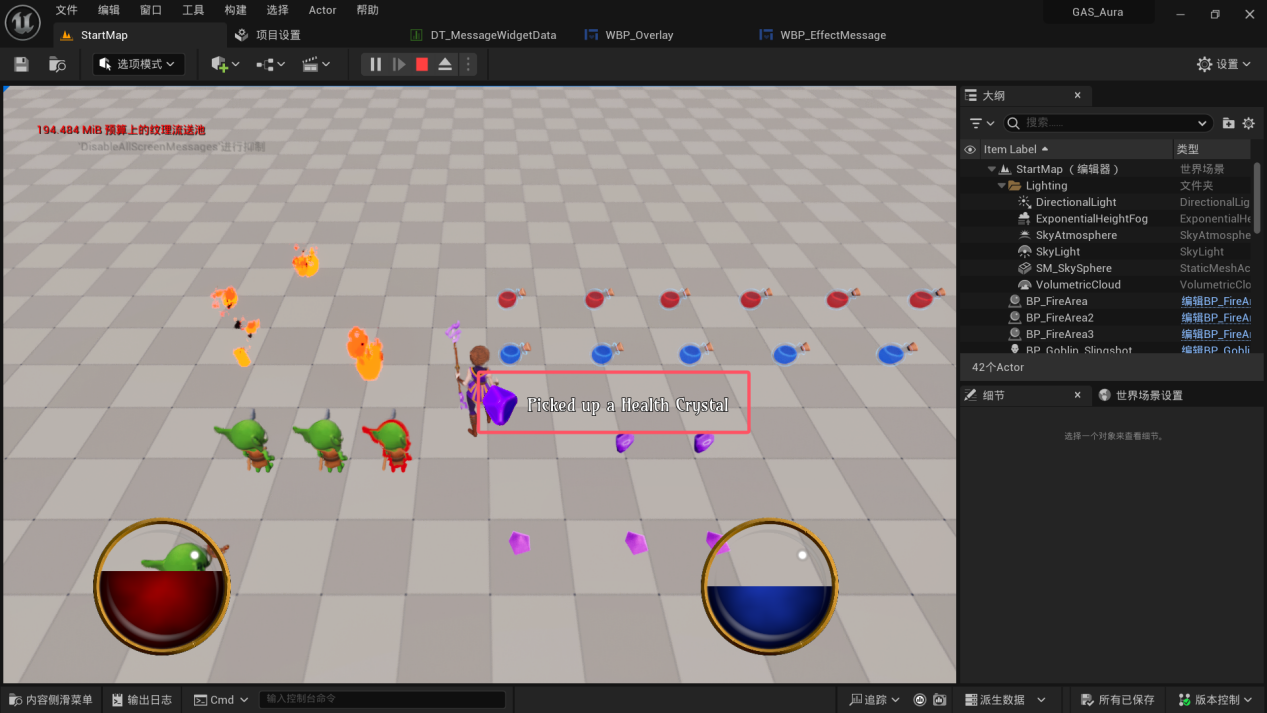 文件 编辑 窗口 工具 构建 选择 Actor 帮助
GAS_Aura
StartMap 项目设置 DT_MessageWidgetData WBP_Overlay WBP_EffectMessage
选项模式 设置
194.484 MiB 预算上的纹理流送池
'DisableAllScreenMessages' 进行抑制
Picked up a Health Crystal
大纲
搜索......
Item Label 类型
StartMap （编辑器） 世界场景
Lighting 文件夹
DirectionalLight DirectionalLig
ExponentialHeightFog ExponentialHe
SkyAtmosphere SkyAtmosphe
SkyLight SkyLight
SM_SkySphere StaticMeshAc
VolumetricCloud VolumetricClo
BP_FireArea 编辑BP_FireAr
BP_FireArea2 编辑BP_FireAr
BP_FireArea3 编辑BP_FireAr
BP_Goblin_Slingshot 编辑BP_Gobli
42个Actor
细节 世界场景设置
选择一个对象来查看细节。
内容侧滑菜单 输出日志 Cmd 输入控制台命令 追踪 派生数据 所有已保存 版本控制